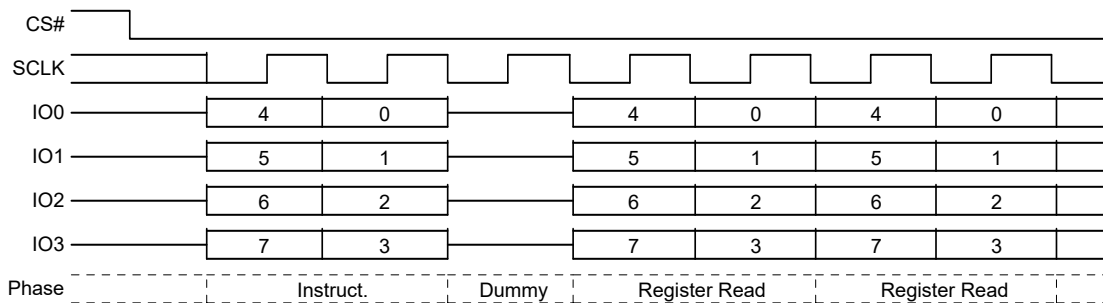 CS#
SCLK
IO0 4 0 4 0 4 0
IO1 5 1 5 1 5 1
IO2 6 2 6 2 6 2
IO3 7 3 7 3 7 3
Phase Instruct. Dummy Register Read Register Read